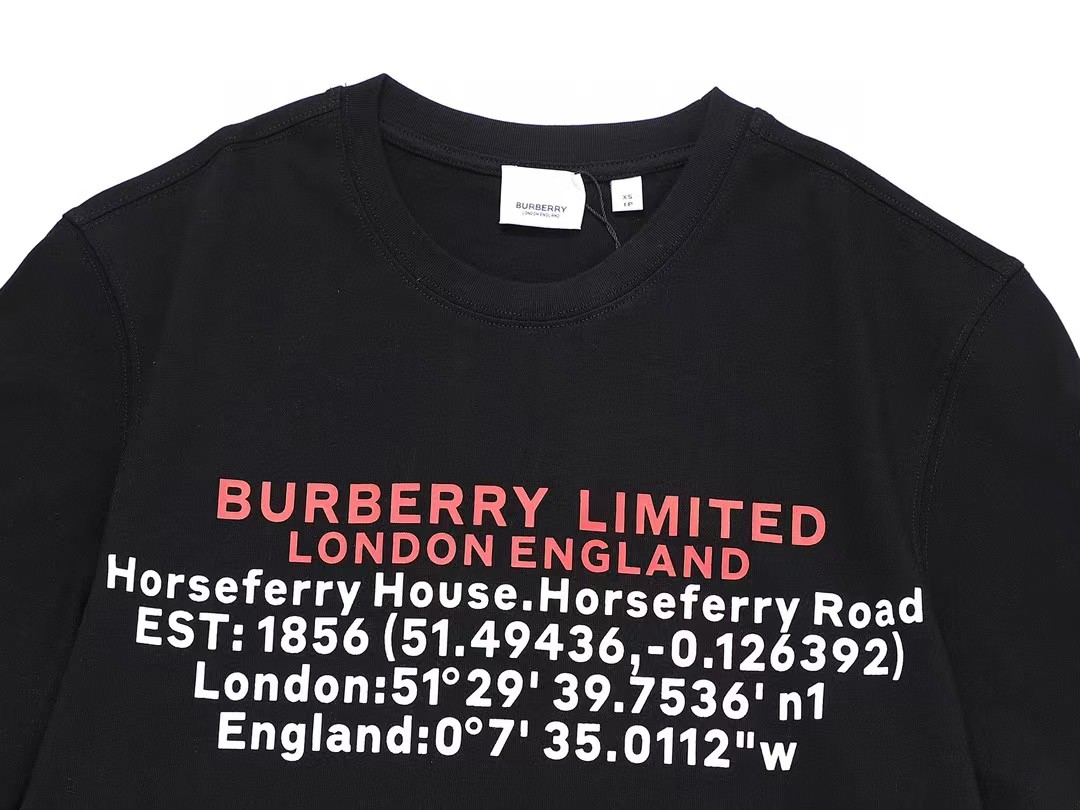 BURBERRY
LONDON ENGLAND
XS
BURBERRY LIMITED
LONDON ENGLAND
Horseferry House.Horseferry Road
EST: 1856 (51.49436,-0.126392)
London:51°29' 39.7536' n1
England:0°7' 35.0112"w